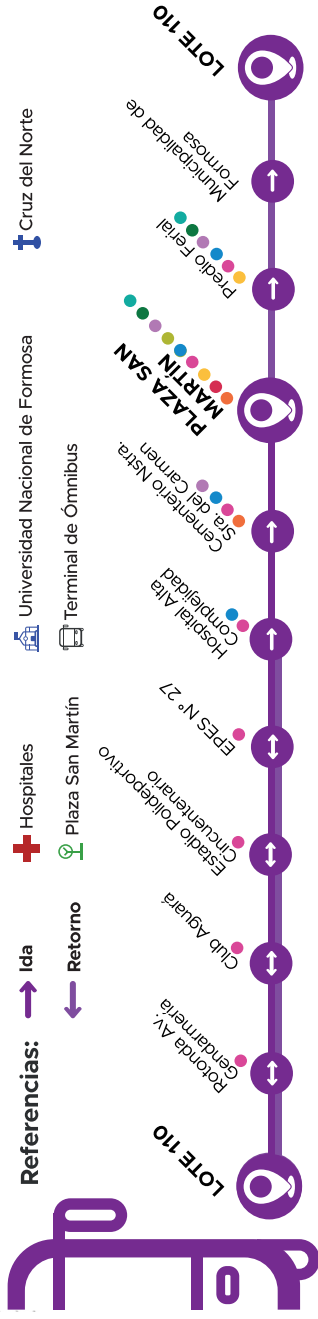 Referencias:
Ida
Retorno
Hospitales
Plaza San Martín
Universidad Nacional de Formosa
Terminal de Ómnibus
Cruz del Norte
LOTE 110
Rotonda Av.
Gendarmería
Club Aguará
Estadio Polideportivo
Cincuentenario
EPES N° 27
Hospital Alta
Complejidad
Cementerio Nstra.
Sra. del Carmen
PLAZA SAN
MARTÍN
Predio Ferial
Municipalidad de
Formosa
LOTE 110